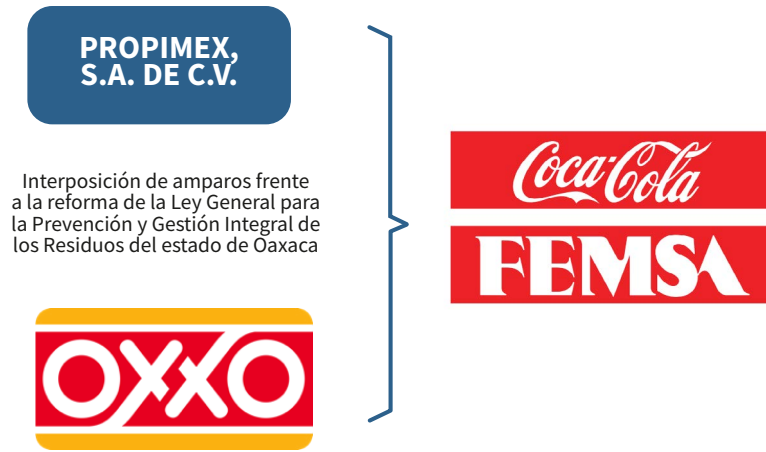 PROPIMEX,
S.A. DE C.V.
Interposición de amparos frente
a la reforma de la Ley General para
la Prevención y Gestión Integral de
los Residuos del estado de Oaxaca
OXXO
Coca-Cola
FEMSA